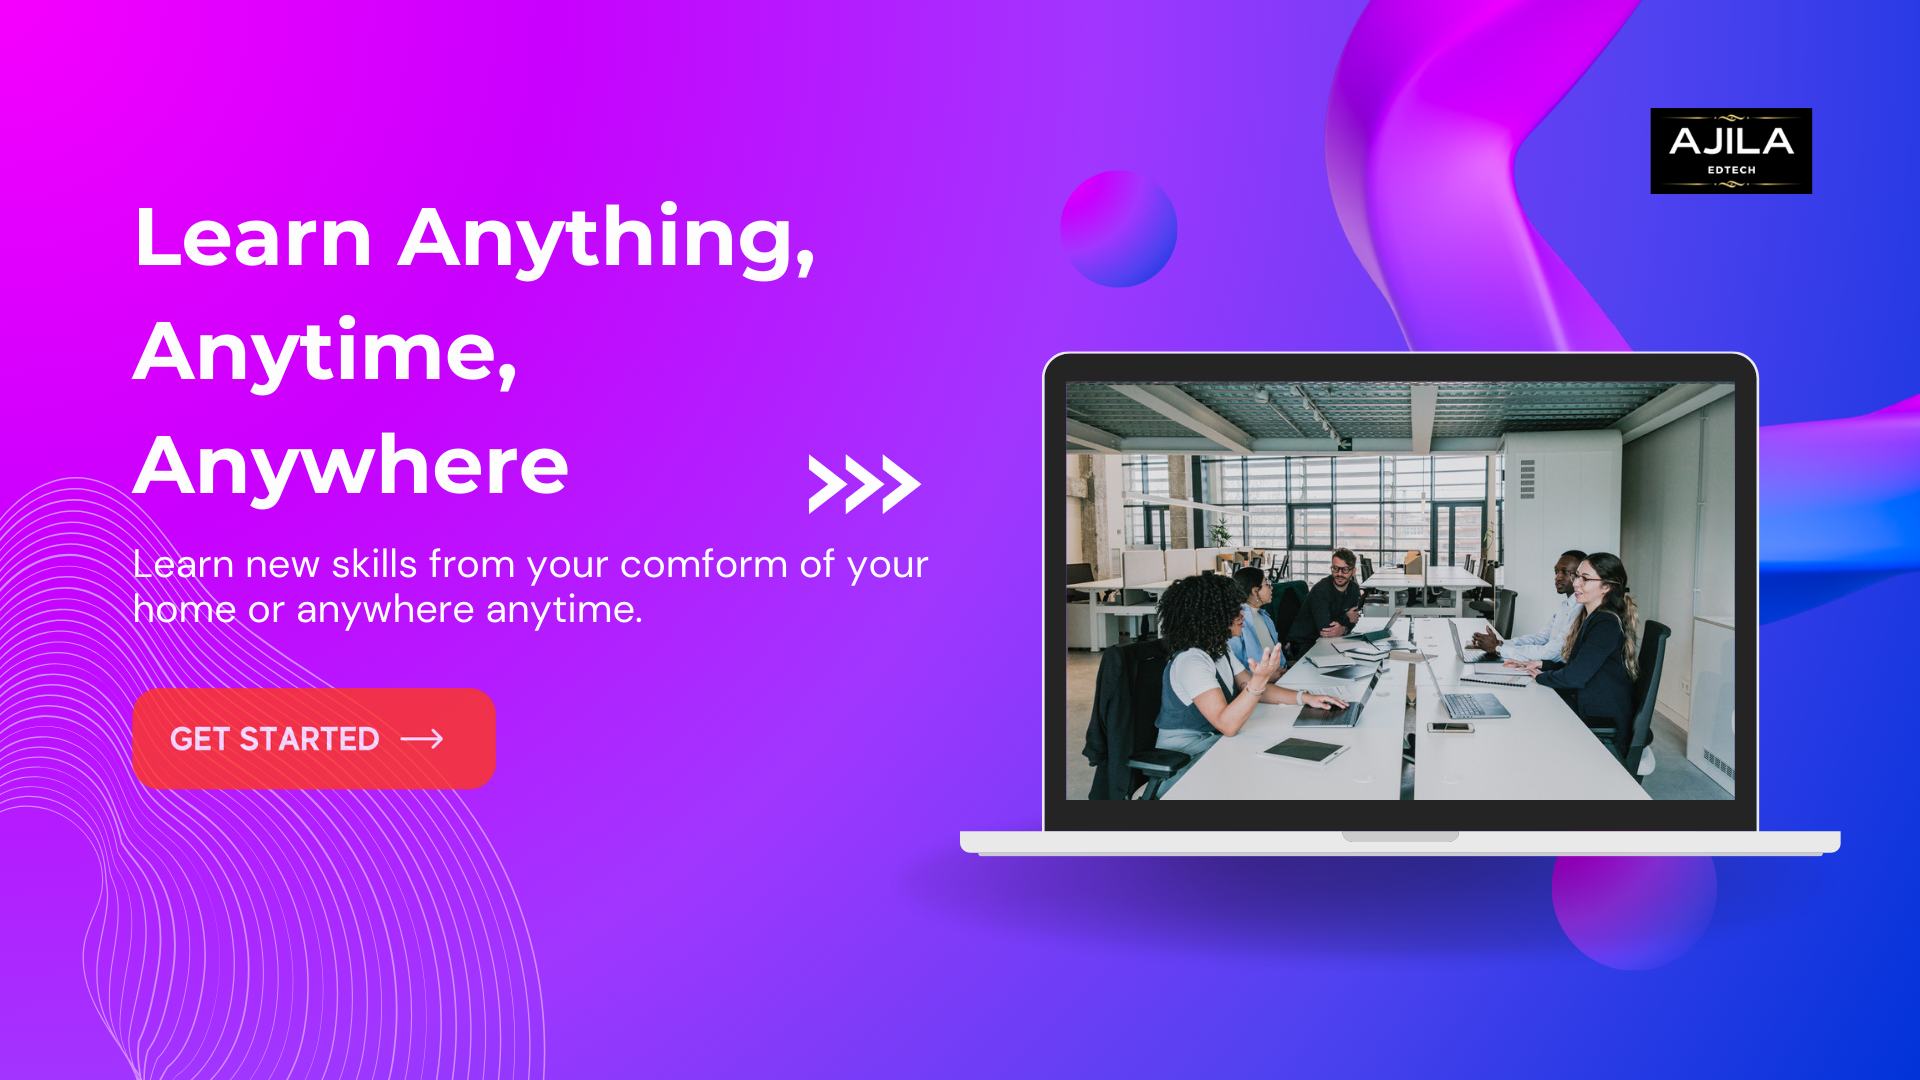 AJILA
EDTECH
Learn Anything,
Anytime,
Anywhere
Learn new skills from your comform of your
home or anywhere anytime.
GET STARTED